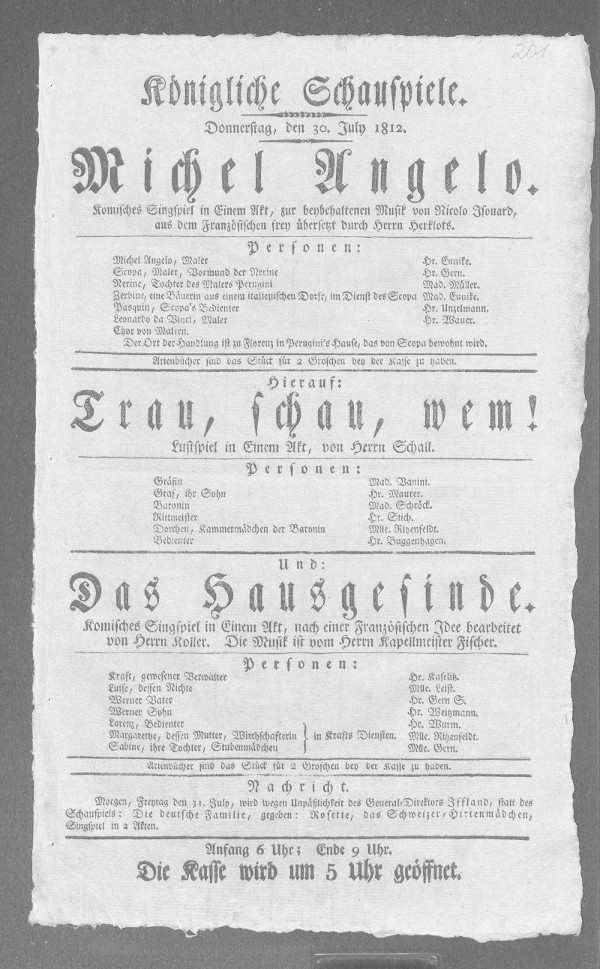 201
Königliche Schauspiele.
Donnerstag, den 30. July 1812.
Michel Angelo.
Komisches Singspiel in Einem Akt, zur beybehaltenen Musik von Nicolo Isouard,
aus dem Französischen frey übersetzt durch Herrn Herklots.
Personen:
Michel Angelo, Maler Hr. Eunike.
Scopa, Maler, Vormund der Nerine Hr. Gern.
Nerine, Tochter des Malers Perugini Mad. Müller.
Zerbine, eine Bäuerin aus einem italienischen Dorfe, im Dienst des Scopa Mad. Eunike.
Pasquin, Scopa's Bedienter Hr. Unzelmann.
Leonardo da Vinci, Maler Hr. Wauer.
Chor von Malern.
Der Ort der Handlung ist zu Florenz in Perugini's Hause, das von Scopa bewohnt wird.
Arienbücher sind das Stück für 2 Groschen bey der Kasse zu haben.
Hierauf:
Trau, schau, wem!
Lustspiel in Einem Akt, von Herrn Schall.
Personen:
Gräfin Mad. Vanini.
Graf, ihr Sohn Hr. Maurer.
Baronin Mad. Schröck.
Rittmeister Hr. Stich.
Dorchen, Kammermädchen der Baronin Mlle. Ritzenfeldt.
Bedienter Hr. Buggenhagen.
Und:
Das Hausgesinde.
Komisches Singspiel in Einem Akt, nach einer Französischen Idee bearbeitet
von Herrn Koller. Die Musik ist vom Herrn Kapellmeister Fischer.
Personen:
Kraft, gewesener Verwalter Hr. Kaselitz.
Luise, dessen Nichte Mlle. Leist.
Werner Vater Hr. Gern S.
Werner Sohn Hr. Weitzmann.
Lorenz, Bedienter Hr. Wurm.
Margarethe, dessen Mutter, Wirthschafterin } in Krafts Diensten. Mlle. Ritzenfeldt.
Sabine, ihre Tochter, Stubenmädchen Mlle. Gern.
Arienbücher sind das Stück für 2 Groschen bey der Kasse zu haben.
Nachricht.
Morgen, Freytag den 31. July, wird wegen Unpäßlichkeit des General-Direktors Iffland, statt des
Schauspiels: Die deutsche Familie, gegeben: Rosette, das Schweizer-Hirtenmädchen,
Singspiel in 2 Akten.
Anfang 6 Uhr; Ende 9 Uhr.
Die Kasse wird um 5 Uhr geöffnet.